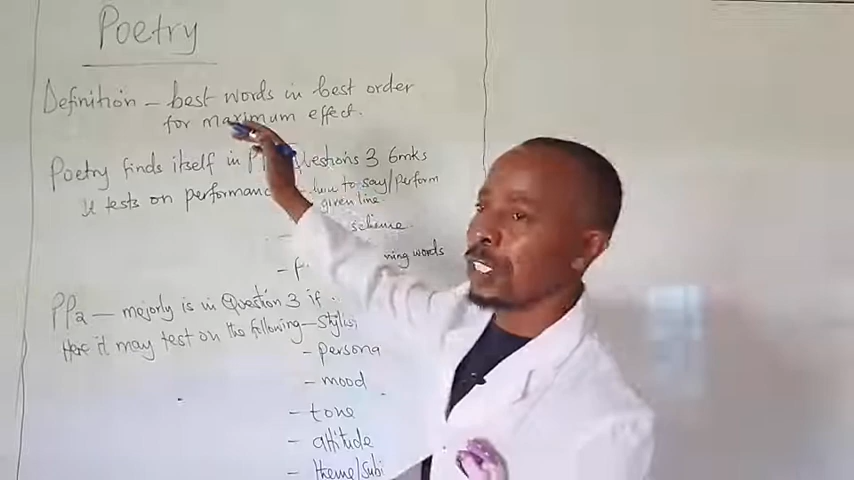 Poetry
Definition - best words in best order
for maximum effect.
Poetry finds itself in Questions 3 6mks
It tests on performance - how to say/perform
given line
scheme
ming words
- f
PP2 - majorly is in Question 3 if
Here it may test on the following - Stylis
- persona
- mood
- tone
- attitude
- theme/Subj